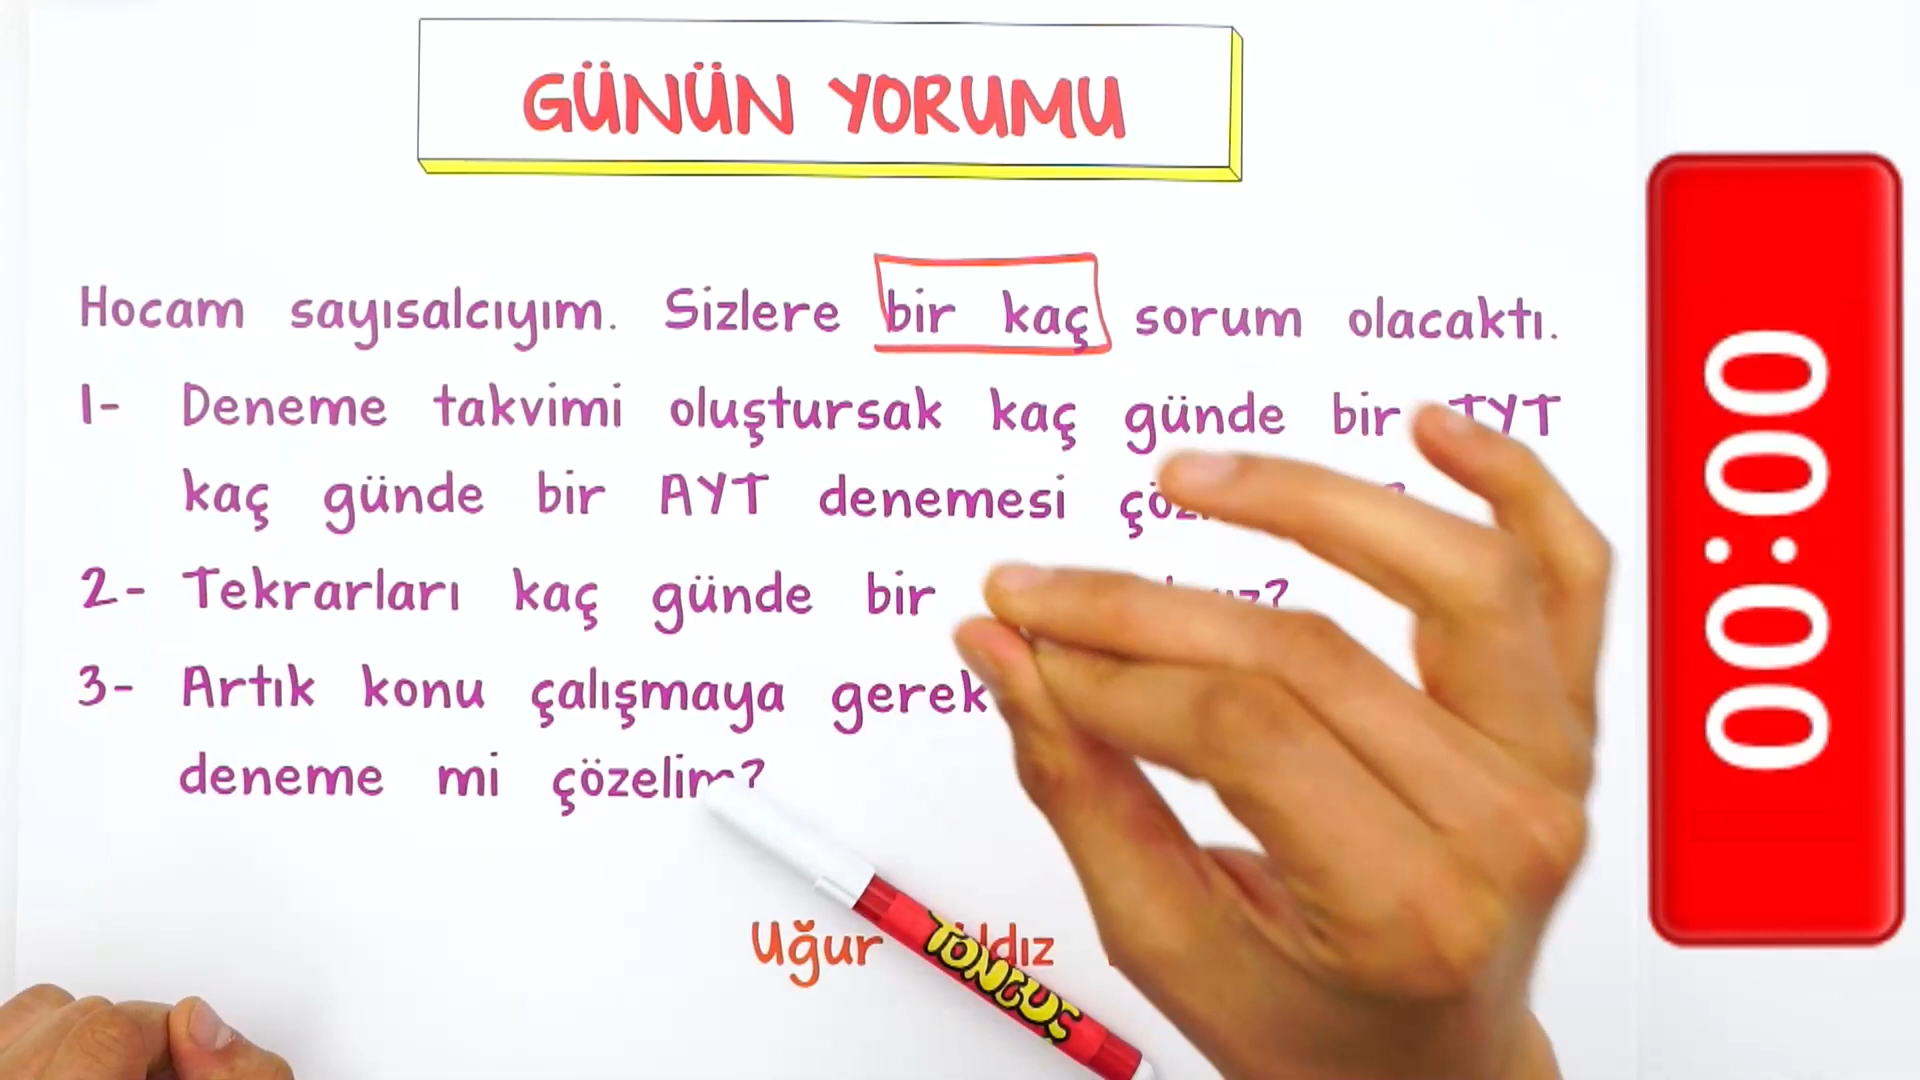 GÜNÜN YORUMU
Hocam sayısalcıyım. Sizlere bir kaç sorum olacaktı.
1- Deneme takvimi oluştursak kaç günde bir TYT
kaç günde bir AYT denemesi
2- Tekrarları kaç günde bir
3- Artık konu çalışmaya gerek
deneme mi çözelim?
Uğur
TONGUÇ
00:00